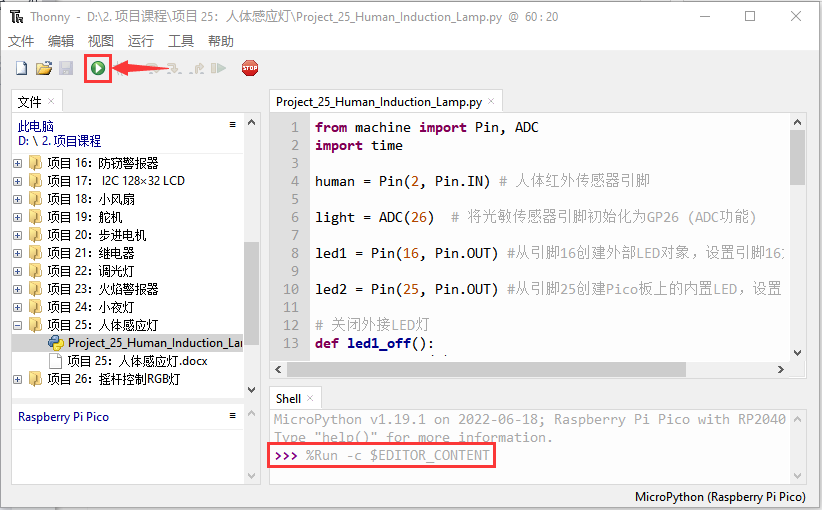 Thonny - D:\2. 项目课程\项目 25：人体感应灯\Project_25_Human_Induction_Lamp.py @ 60:20
文件 编辑 视图 运行 工具 帮助
STOP
文件 ×
此电脑
D: \ 2. 项目课程
项目 16：防窃警报器
项目 17： I2C 128×32 LCD
项目 18：小风扇
项目 19：舵机
项目 20：步进电机
项目 21：继电器
项目 22：调光灯
项目 23：火焰警报器
项目 24：小夜灯
项目 25：人体感应灯
Project_25_Human_Induction_Lar
项目 25：人体感应灯.docx
项目 26：摇杆控制RGB灯
Raspberry Pi Pico
Project_25_Human_Induction_Lamp.py ×
1 from machine import Pin, ADC
2 import time
3
4 human = Pin(2, Pin.IN) # 人体红外传感器引脚
5
6 light = ADC(26)  # 将光敏传感器引脚初始化为GP26 (ADC功能)
7
8 led1 = Pin(16, Pin.OUT) #从引脚16创建外部LED对象，设置引脚16
9
10 led2 = Pin(25, Pin.OUT) #从引脚25创建Pico板上的内置LED，设置
11
12 # 关闭外接LED灯
13 def led1_off():
Shell ×
MicroPython v1.19.1 on 2022-06-18; Raspberry Pi Pico with RP2040
Type "help()" for more information.
>>> %Run -c $EDITOR_CONTENT
MicroPython (Raspberry Pi Pico)